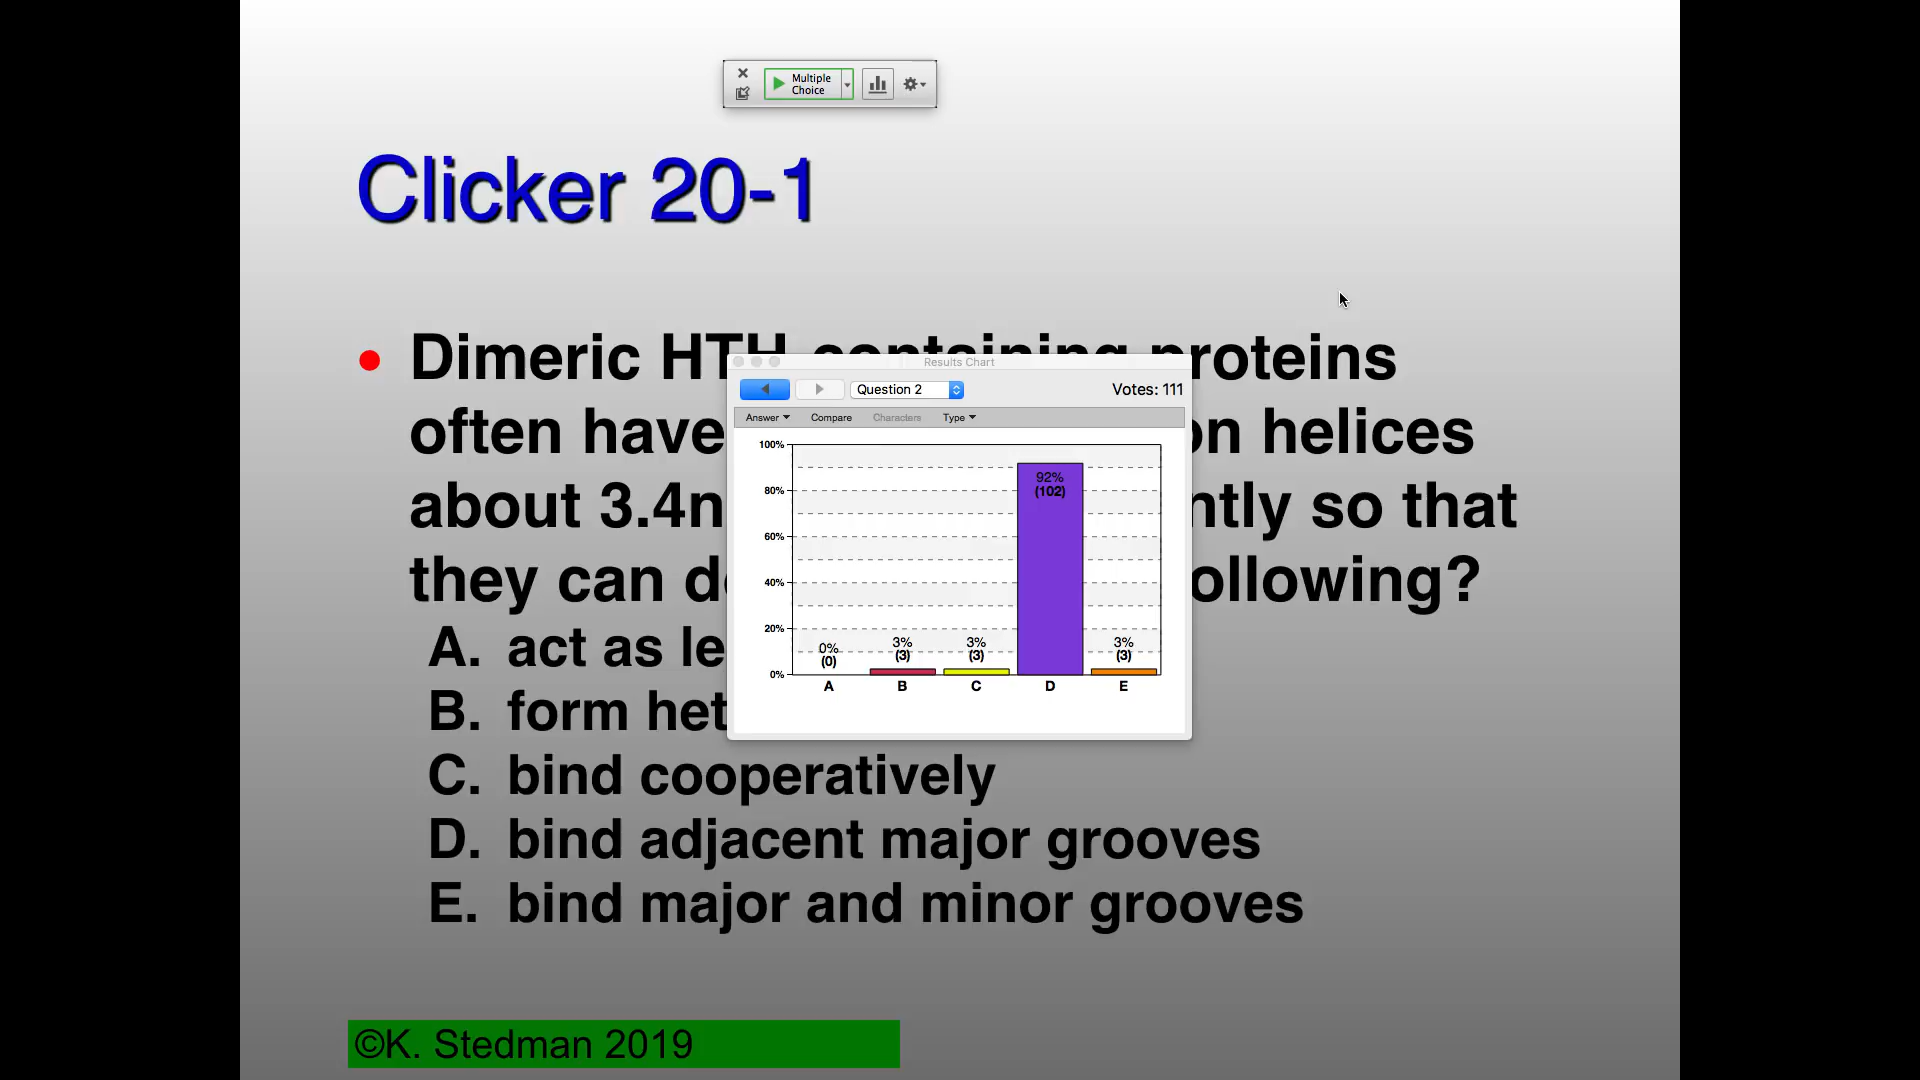 Multiple
Choice
Clicker 20-1
Dimeric HTH containing proteins
often have on helices
about 3.4n ntly so that
they can d ollowing?
A. act as le
B. form het
C. bind cooperatively
D. bind adjacent major grooves
E. bind major and minor grooves
Results Chart
Question 2
Votes: 111
Answer Compare Characters Type
100%
80%
60%
40%
20%
0%
0%
(0)
3%
(3)
3%
(3)
92%
(102)
3%
(3)
A B C D E
©K. Stedman 2019